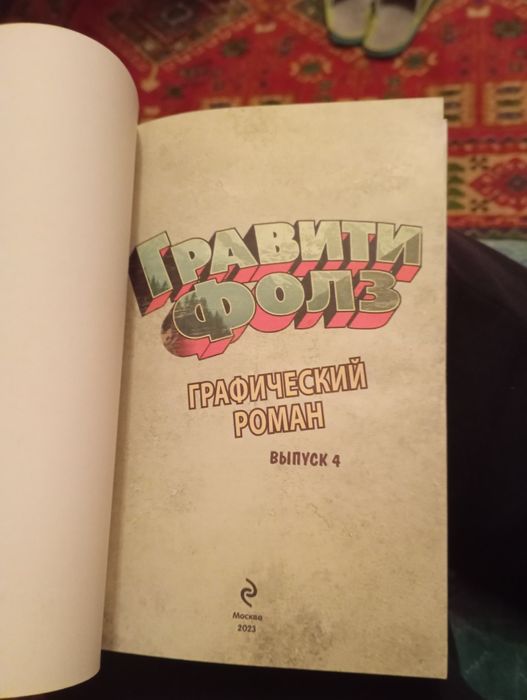 ГРАВИТИ
ФОЛЗ
ГРАФИЧЕСКИЙ
РОМАН
ВЫПУСК 4
Москва
2023